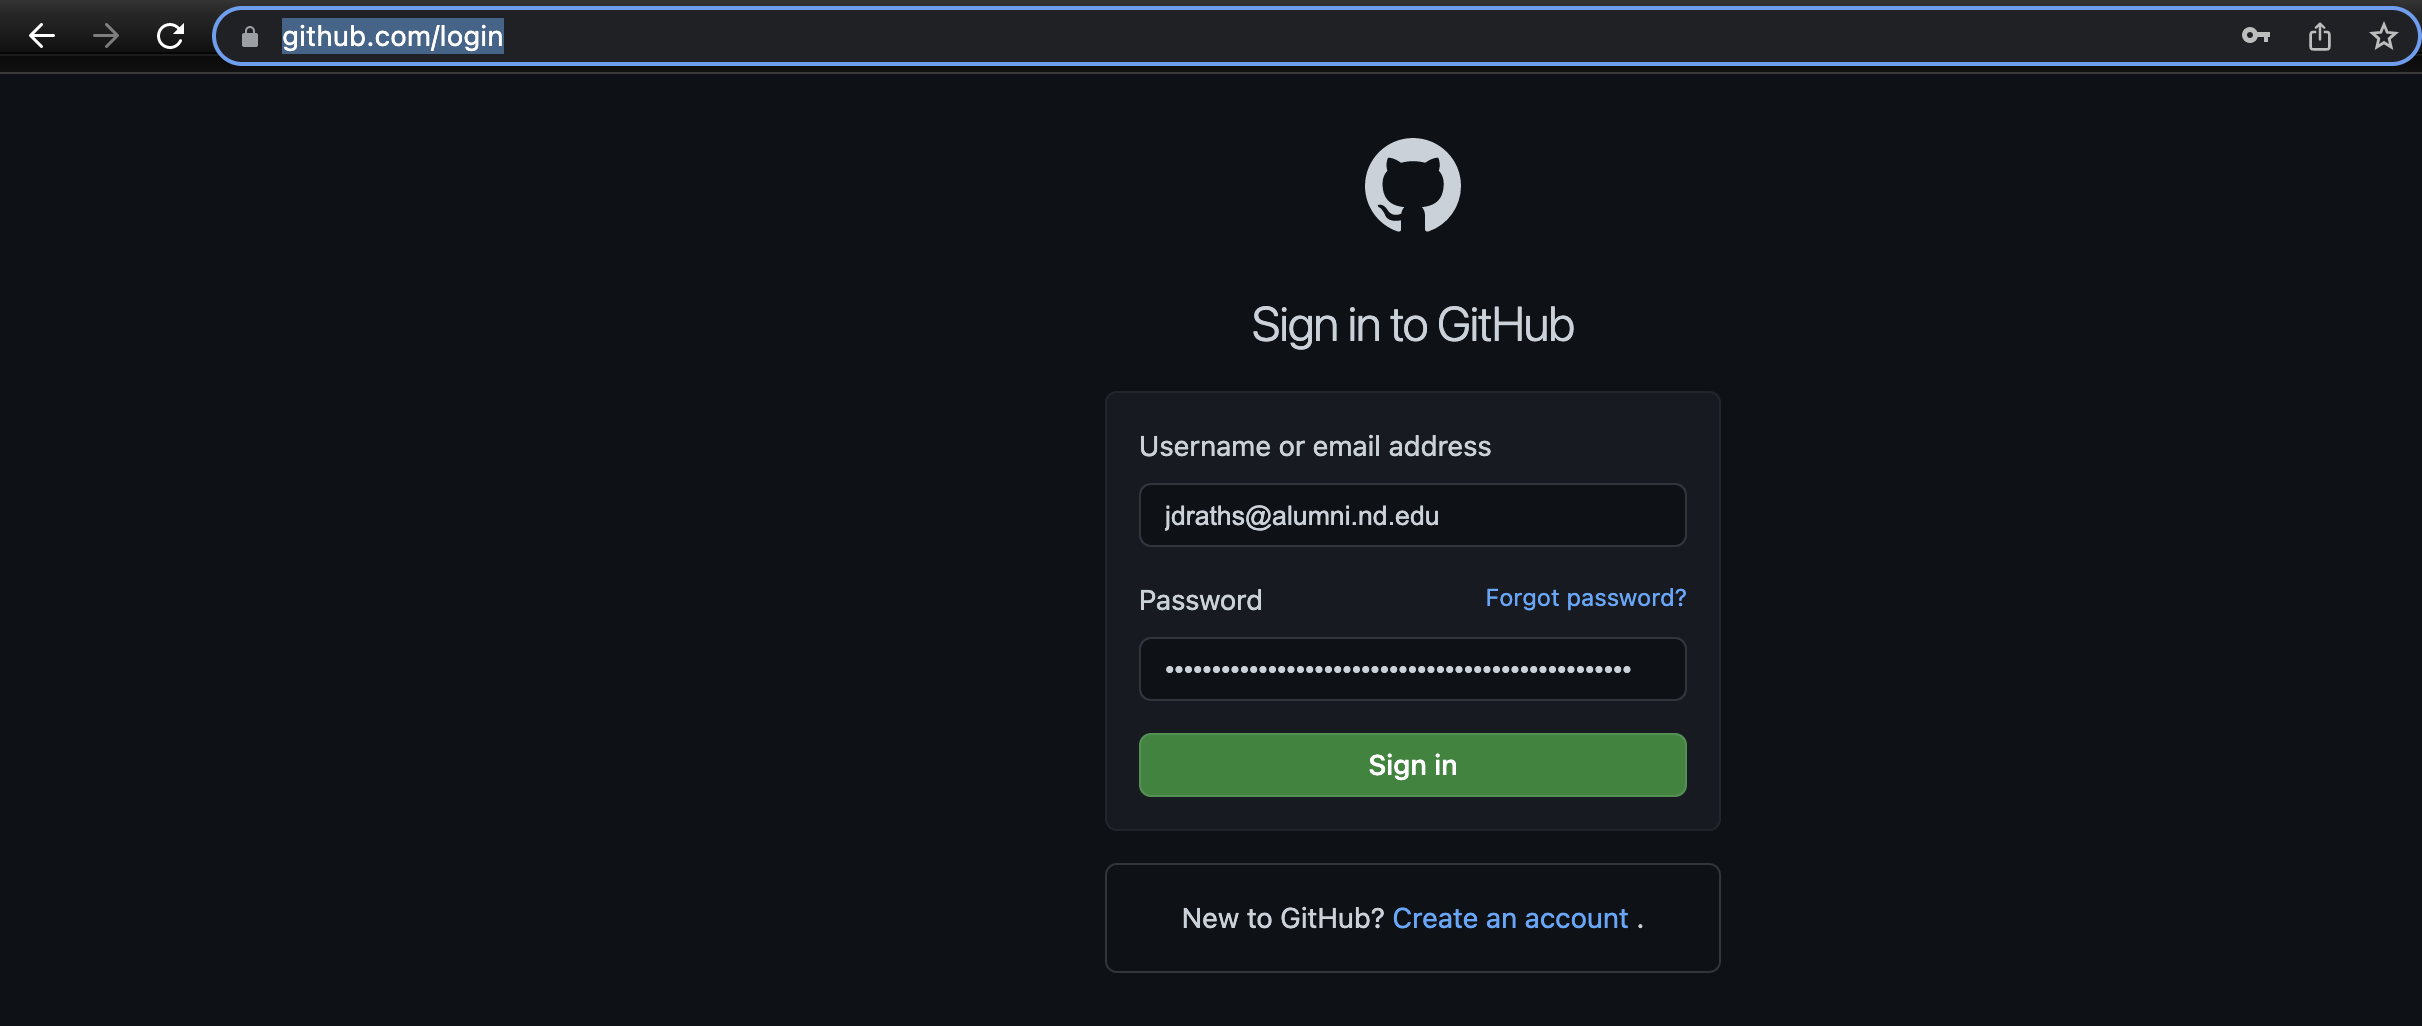 github.com/login
Sign in to GitHub
Username or email address
jdraths@alumni.nd.edu
Password Forgot password?
Sign in
New to GitHub? Create an account .